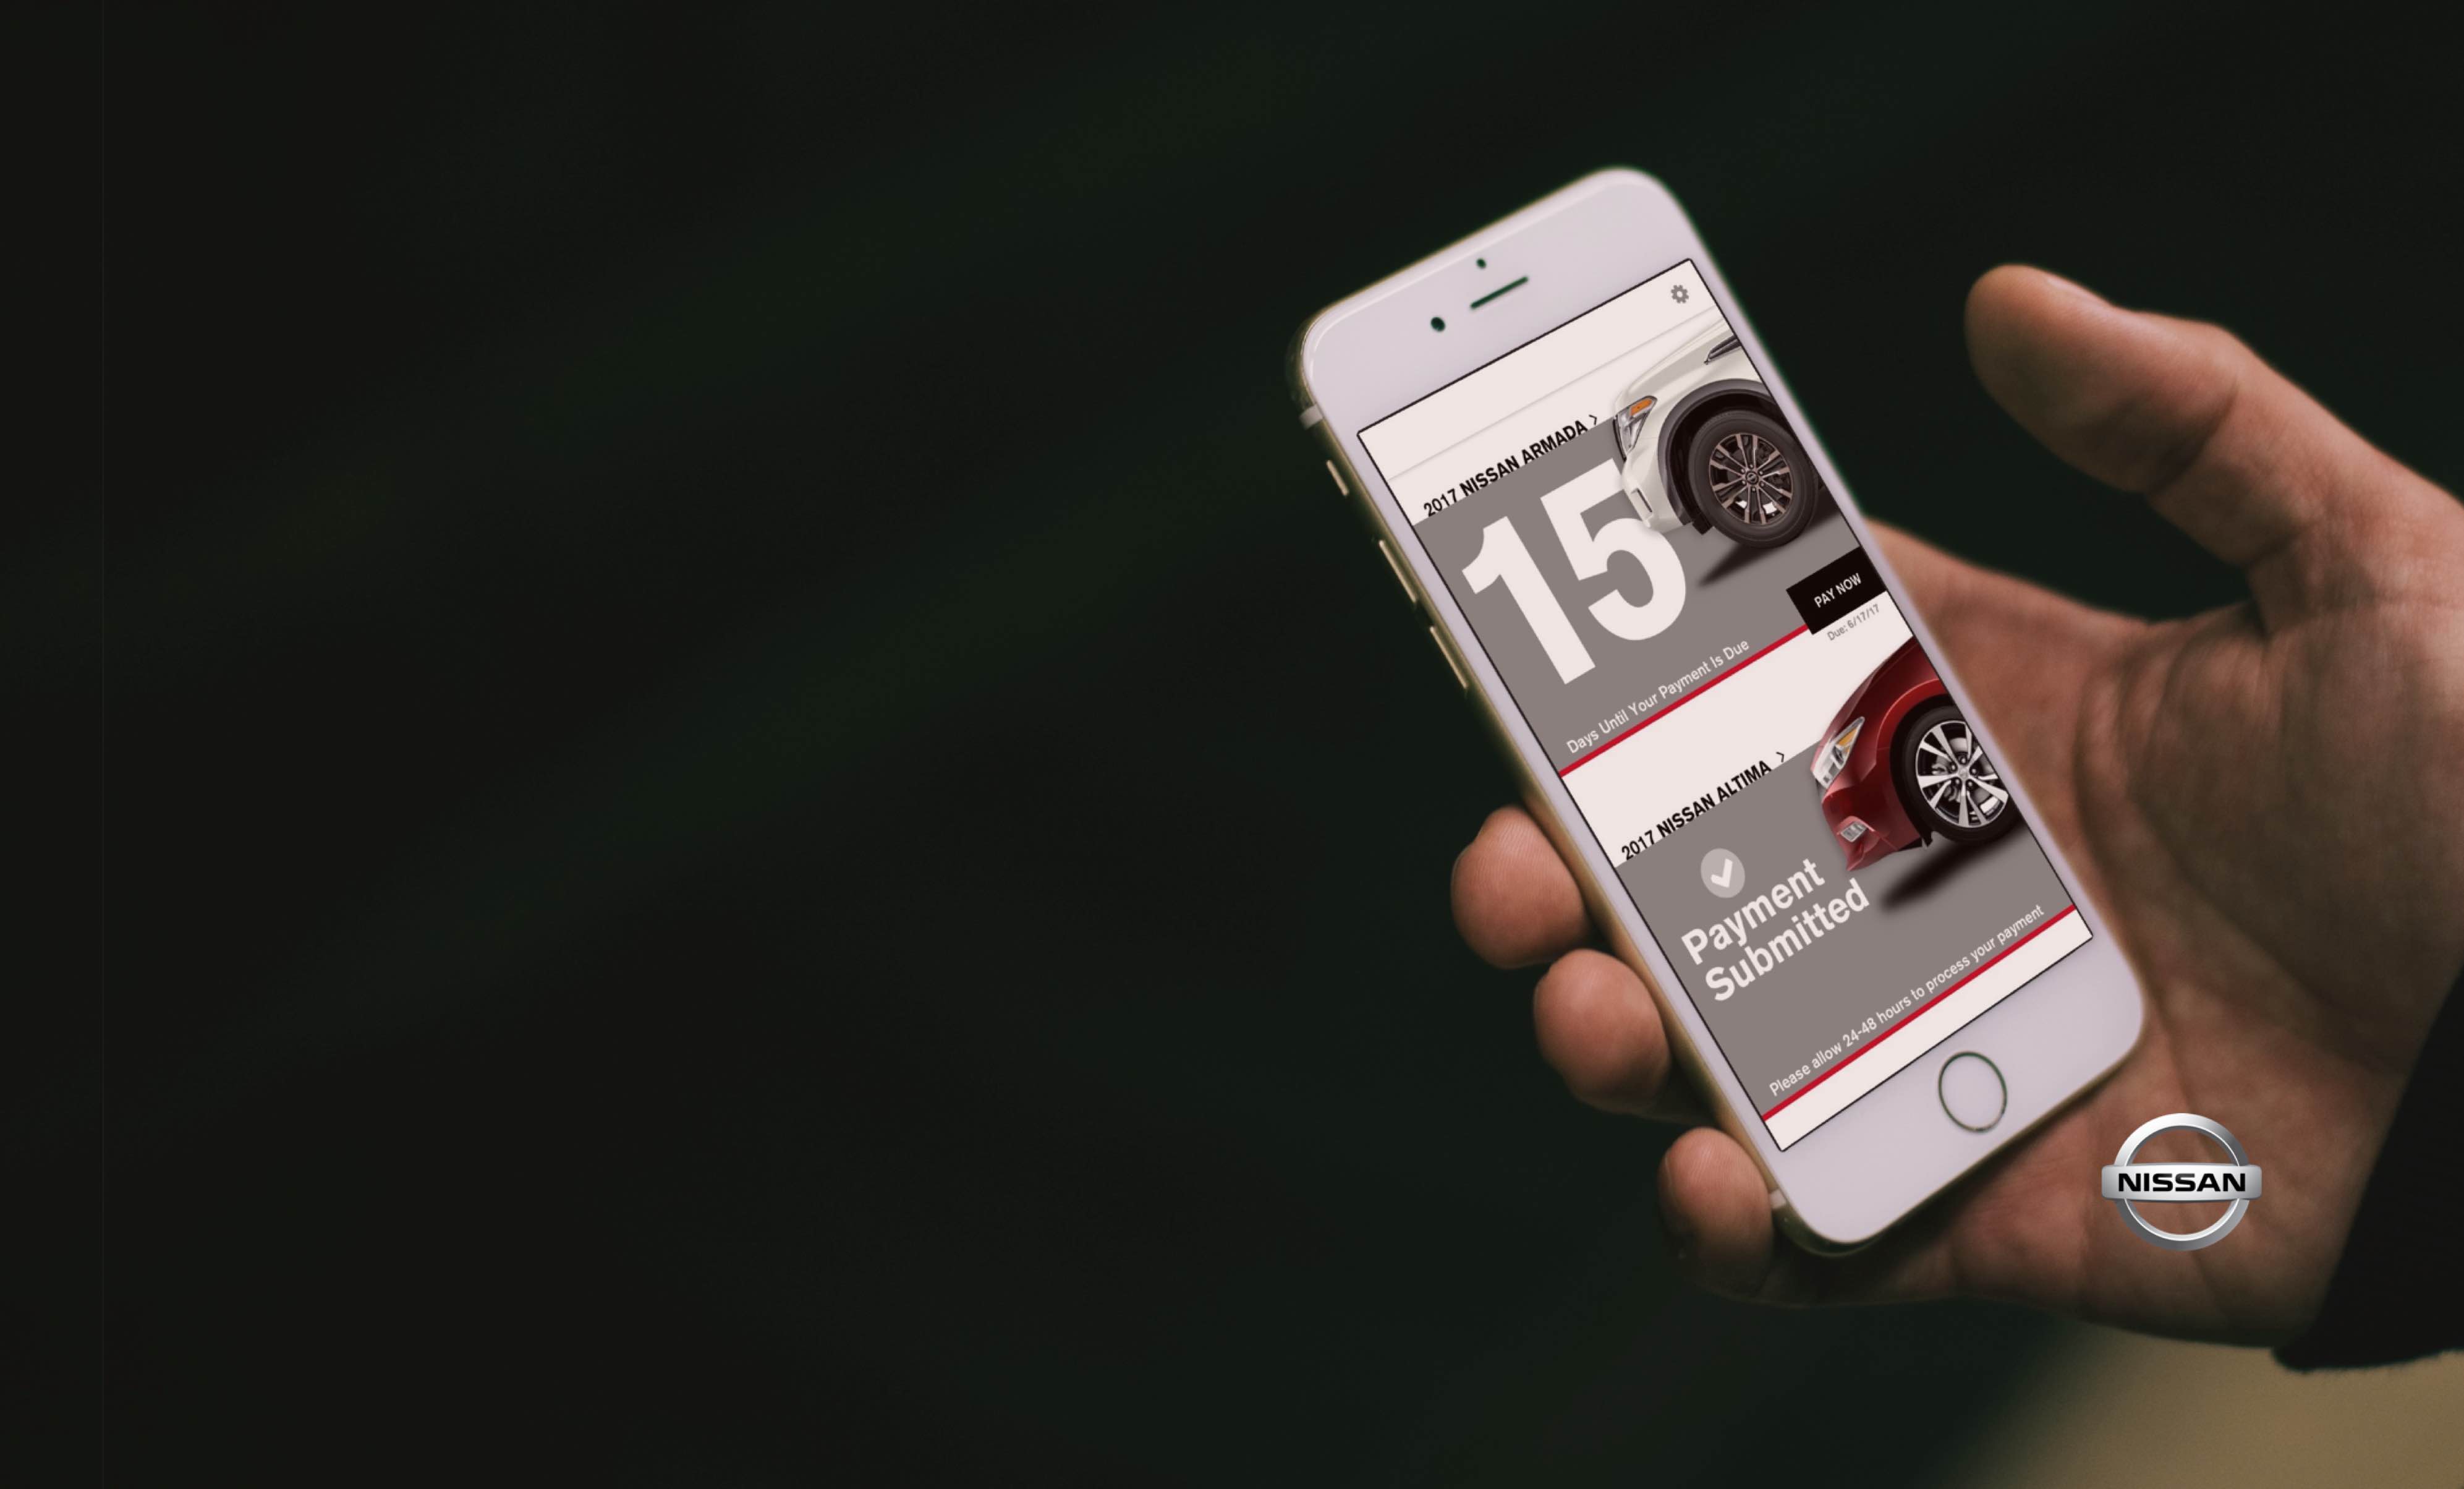 2017 NISSAN ARMADA >
15
Days Until Your Payment Is Due
PAY NOW
Due: 6/17/17
2017 NISSAN ALTIMA >
Payment
Submitted
Please allow 24-48 hours to process your payment
NISSAN